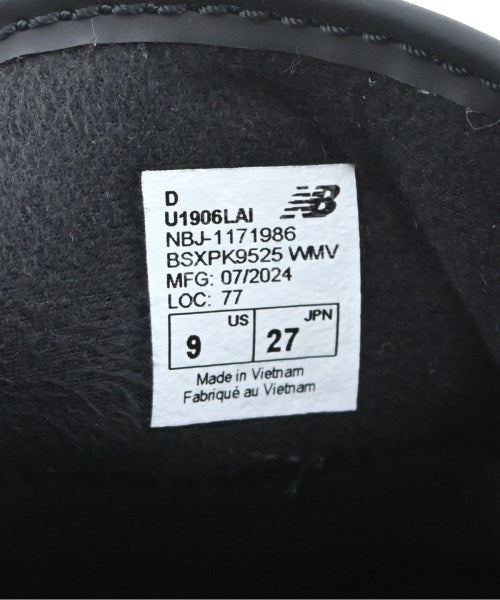 D
U1906LAI NB
NBJ-1171986
BSXPK9525 WMV
MFG: 07/2024
LOC: 77
9 US 27 JPN
Made in Vietnam
Fabriqué au Vietnam